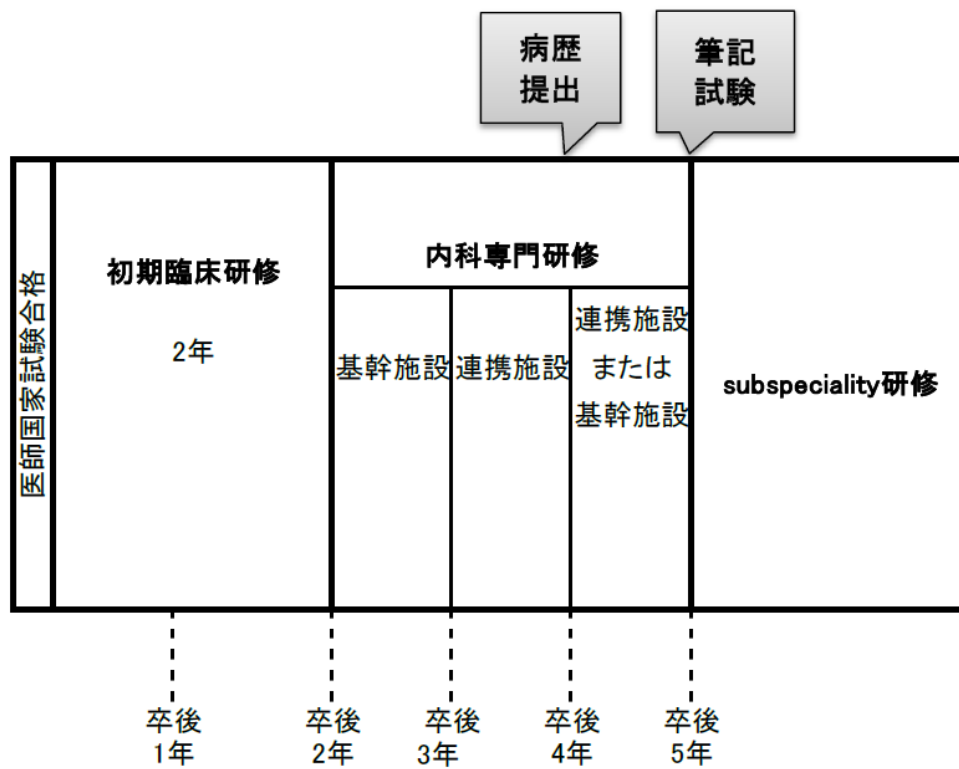 病歴
提出
筆記
試験
医師国家試験合格
初期臨床研修
2年
内科専門研修
基幹施設
連携施設
連携施設
または
基幹施設
subspeciality研修
卒後
1年
卒後
2年
卒後
3年
卒後
4年
卒後
5年